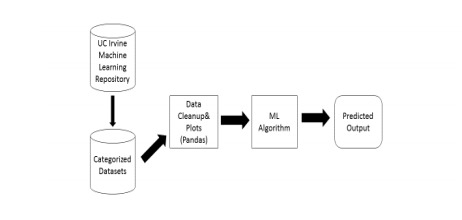 UC Irvine
Machine
Learning
Repository
Categorized
Datasets
Data
Cleanup&
Plots
(Pandas)
ML
Algorithm
Predicted
Output